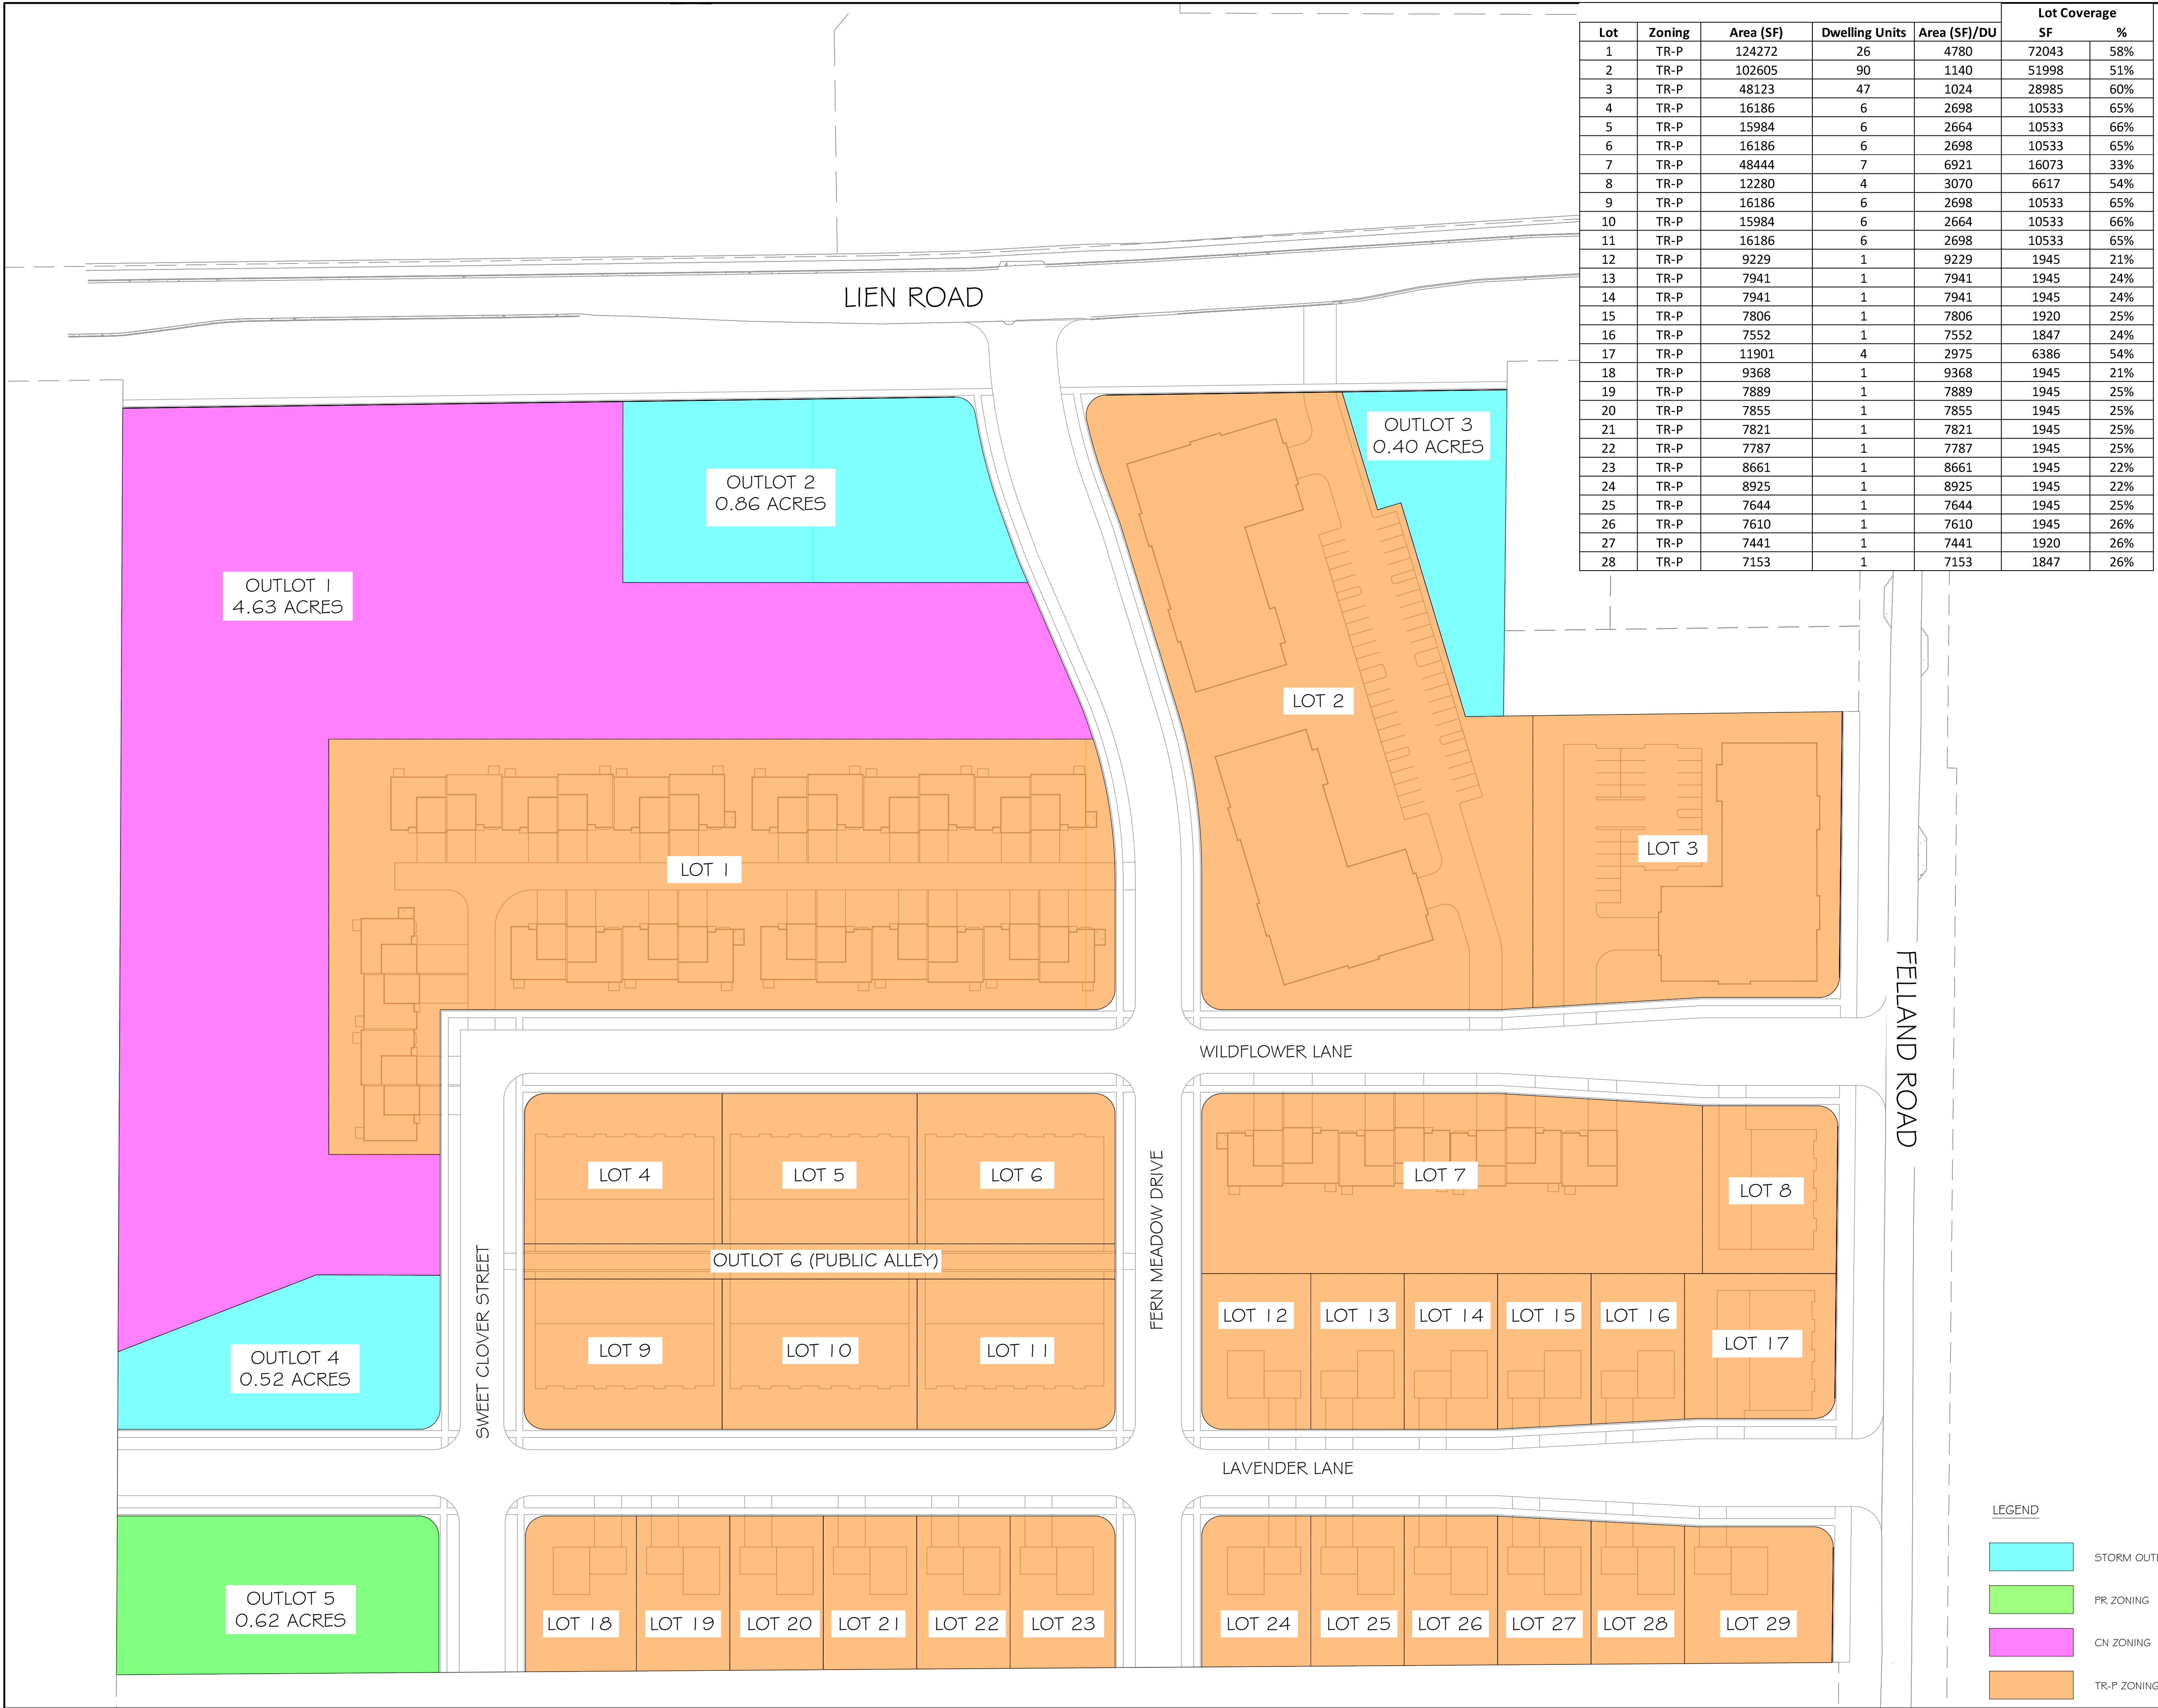 Lot Coverage
Lot Zoning Area (SF) Dwelling Units Area (SF)/DU SF %
1 TR-P 124272 26 4780 72043 58%
2 TR-P 102605 90 1140 51998 51%
3 TR-P 48123 47 1024 28985 60%
4 TR-P 16186 6 2698 10533 65%
5 TR-P 15984 6 2664 10533 66%
6 TR-P 16186 6 2698 10533 65%
7 TR-P 48444 7 6921 16073 33%
8 TR-P 12280 4 3070 6617 54%
9 TR-P 16186 6 2698 10533 65%
10 TR-P 15984 6 2664 10533 66%
11 TR-P 16186 6 2698 10533 65%
12 TR-P 9229 1 9229 1945 21%
13 TR-P 7941 1 7941 1945 24%
14 TR-P 7941 1 7941 1945 24%
15 TR-P 7806 1 7806 1920 25%
16 TR-P 7552 1 7552 1847 24%
17 TR-P 11901 4 2975 6386 54%
18 TR-P 9368 1 9368 1945 21%
19 TR-P 7889 1 7889 1945 25%
20 TR-P 7855 1 7855 1945 25%
21 TR-P 7821 1 7821 1945 25%
22 TR-P 7787 1 7787 1945 25%
23 TR-P 8661 1 8661 1945 22%
24 TR-P 8925 1 8925 1945 22%
25 TR-P 7644 1 7644 1945 25%
26 TR-P 7610 1 7610 1945 26%
27 TR-P 7441 1 7441 1920 26%
28 TR-P 7153 1 7153 1847 26%
LIEN ROAD
OUTLOT 3
0.40 ACRES
OUTLOT 2
0.86 ACRES
OUTLOT 1
4.63 ACRES
LOT 2
LOT 3
LOT 1
FELLAND ROAD
WILDFLOWER LANE
LOT 4
LOT 5
LOT 6
LOT 7
LOT 8
FERN MEADOW DRIVE
OUTLOT 6 (PUBLIC ALLEY)
SWEET CLOVER STREET
LOT 12
LOT 13
LOT 14
LOT 15
LOT 16
LOT 17
LOT 9
LOT 10
LOT 11
OUTLOT 4
0.52 ACRES
LAVENDER LANE
OUTLOT 5
0.62 ACRES
LOT 18
LOT 19
LOT 20
LOT 21
LOT 22
LOT 23
LOT 24
LOT 25
LOT 26
LOT 27
LOT 28
LOT 29
LEGEND
STORM OUTL
PR ZONING
CN ZONING
TR-P ZONING